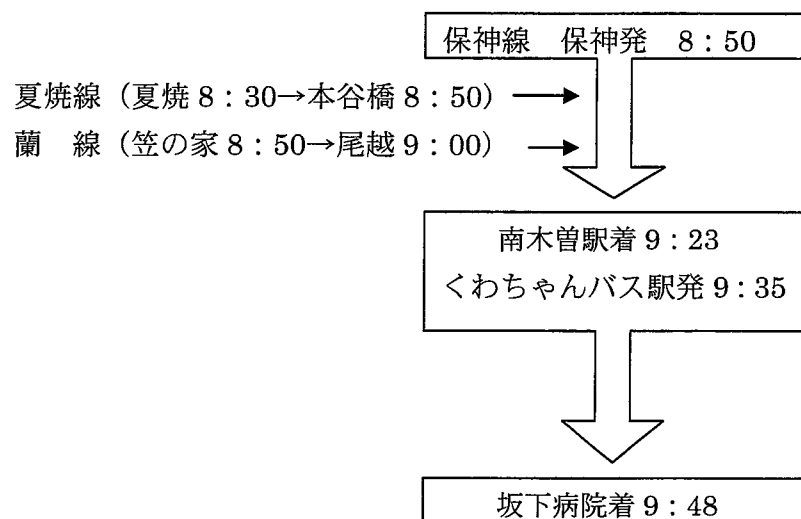 保神線　保神発　8：50
夏焼線（夏焼 8：30→本谷橋 8：50）
蘭　線（笠の家 8：50→尾越 9：00）
南木曽駅着 9：23
くわちゃんバス駅発 9：35
坂下病院着 9：48